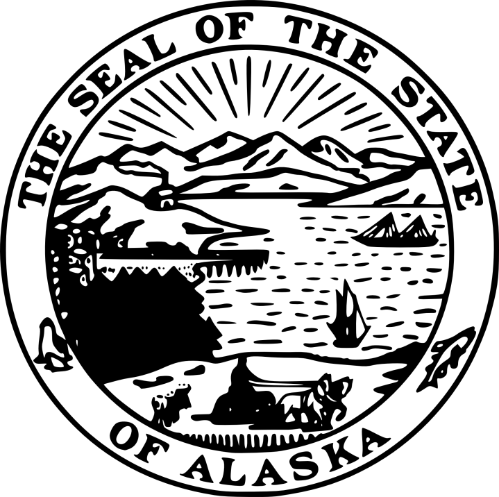 THE SEAL OF THE STATE
OF ALASKA